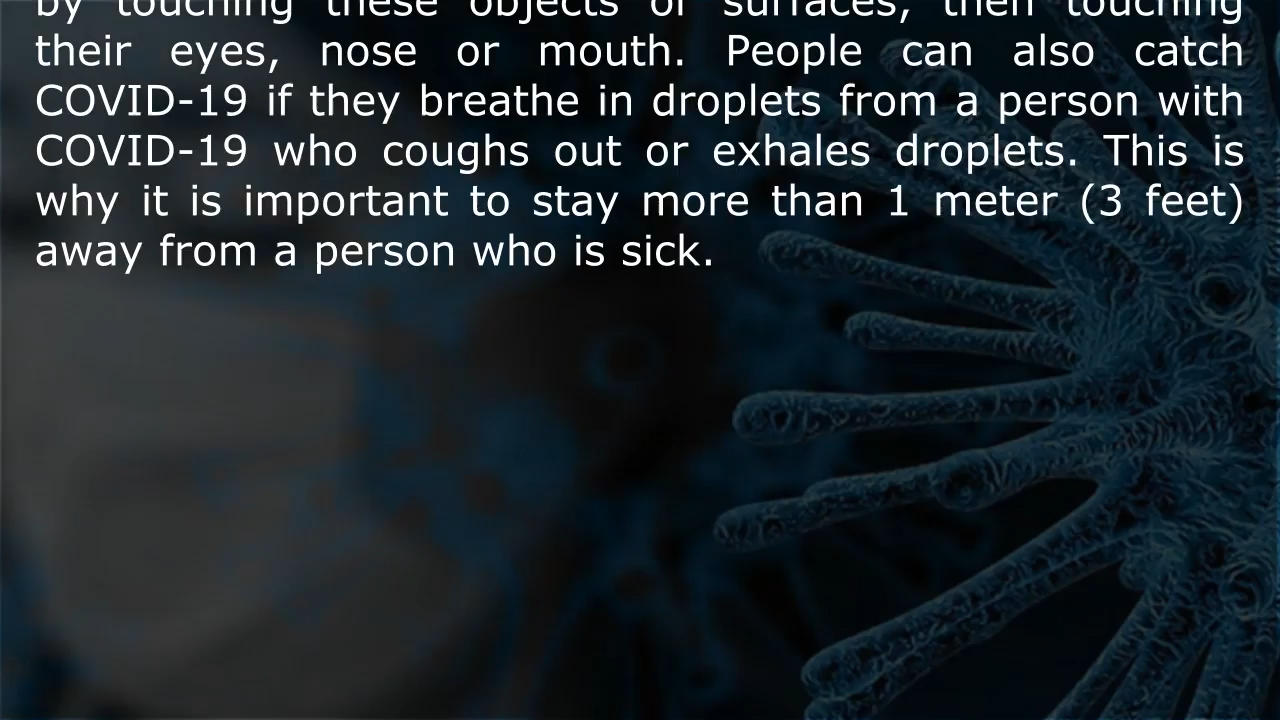 by touching these objects or surfaces, then touching
their eyes, nose or mouth. People can also catch
COVID-19 if they breathe in droplets from a person with
COVID-19 who coughs out or exhales droplets. This is
why it is important to stay more than 1 meter (3 feet)
away from a person who is sick.